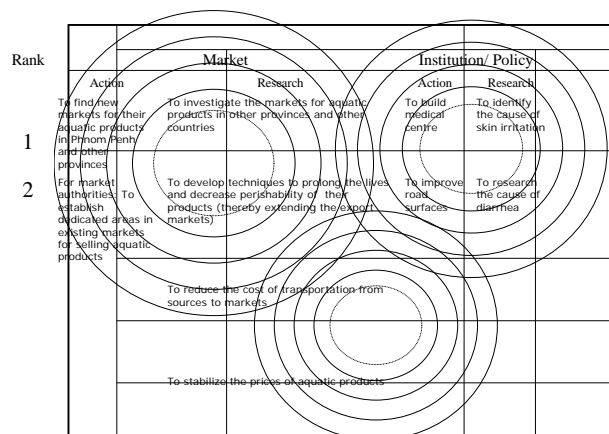 Rank
Market
Institution/ Policy
Action
Research
Action
Research
1
To find new
markets for their
aquatic products
in Phnom Penh
and other
provinces
To investigate the markets for aquatic
products in other provinces and other
countries
To build
medical
centre
To identify
the cause of
skin irritation
2
For market
authorities: To
establish
dedicated areas in
existing markets
for selling aquatic
products
To develop techniques to prolong the lives
and decrease perishability of their
products (thereby extending the export
markets)
To improve
road
surfaces
To research
the cause of
diarrhea
To reduce the cost of transportation from
sources to markets
To stabilize the prices of aquatic products